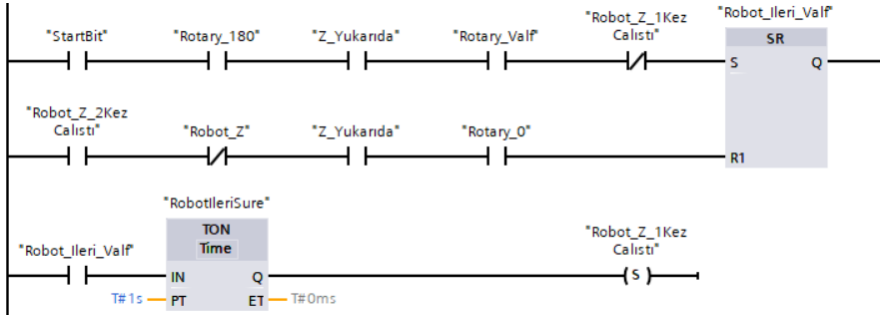 "StartBit"
"Rotary_180"
"Z_Yukarıda"
"Rotary_Valf"
"Robot_Z_1Kez
Calıstı"
"Robot_Ileri_Valf"
SR
S
Q
"Robot_Z_2Kez
Calıstı"
"Robot_Z"
"Z_Yukarıda"
"Rotary_0"
R1
"RobotIleriSure"
TON
Time
"Robot_Ileri_Valf"
IN
Q
T#1s
PT
ET
T#0ms
"Robot_Z_1Kez
Calıstı"
S